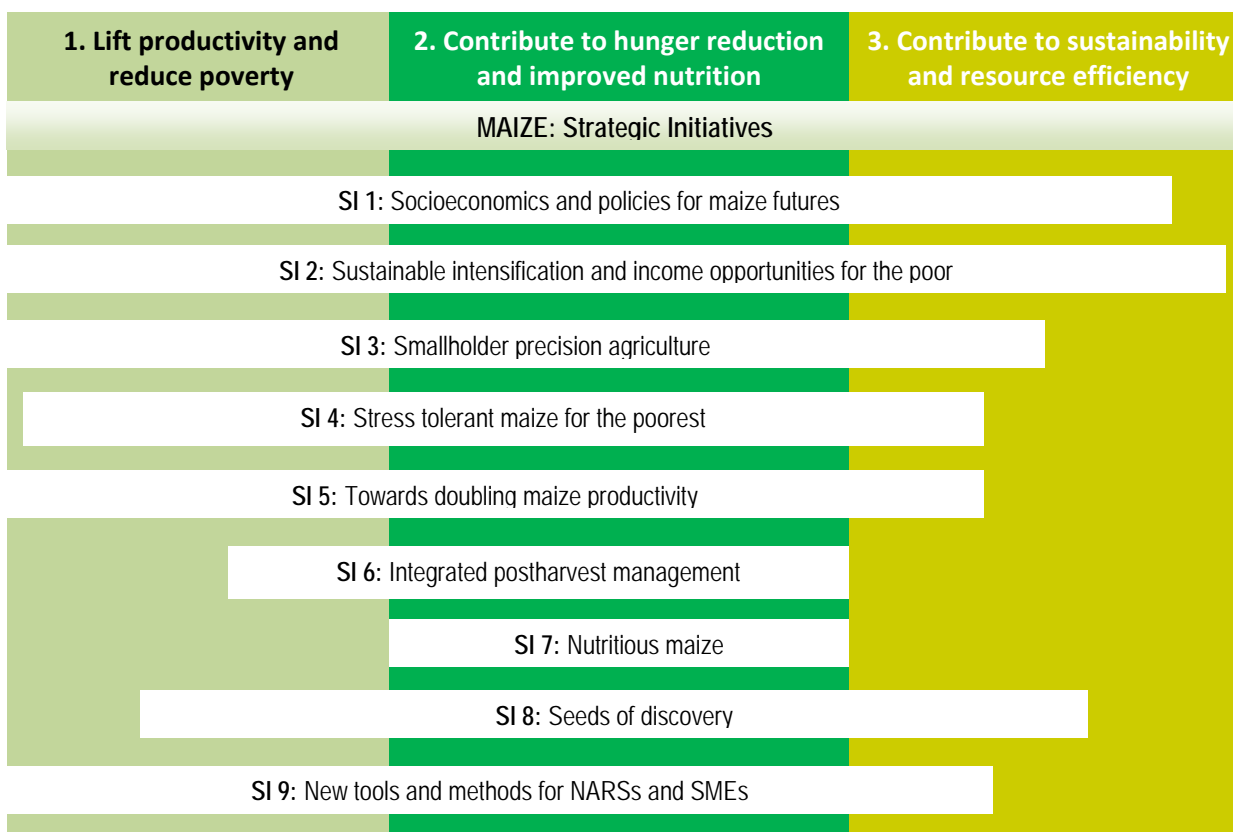 1. Lift productivity and
reduce poverty
2. Contribute to hunger reduction
and improved nutrition
3. Contribute to sustainability
and resource efficiency
MAIZE: Strategic Initiatives
SI 1: Socioeconomics and policies for maize futures
SI 2: Sustainable intensification and income opportunities for the poor
SI 3: Smallholder precision agriculture
SI 4: Stress tolerant maize for the poorest
SI 5: Towards doubling maize productivity
SI 6: Integrated postharvest management
SI 7: Nutritious maize
SI 8: Seeds of discovery
SI 9: New tools and methods for NARSs and SMEs